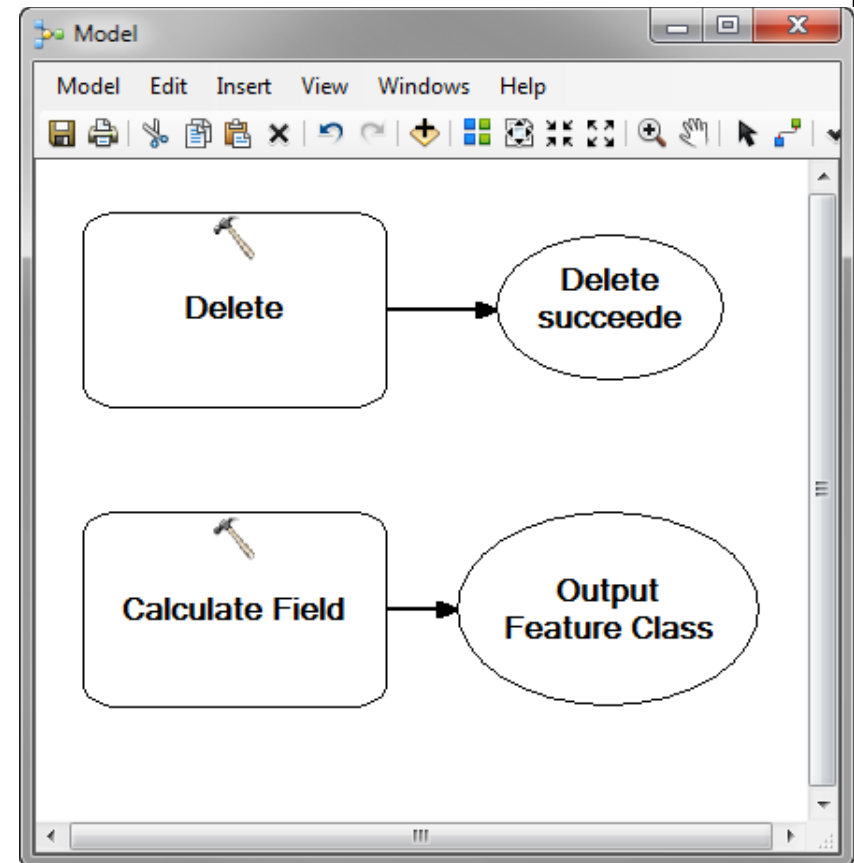 Model
Model Edit Insert View Windows Help
Delete
Delete
succeede
Calculate Field
Output
Feature Class